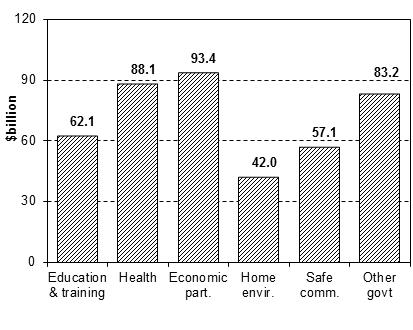 $billion
120
90
60
30
0
62.1
88.1
93.4
42.0
57.1
83.2
Education
& training
Health
Economic
part.
Home
envir.
Safe
comm.
Other
govt